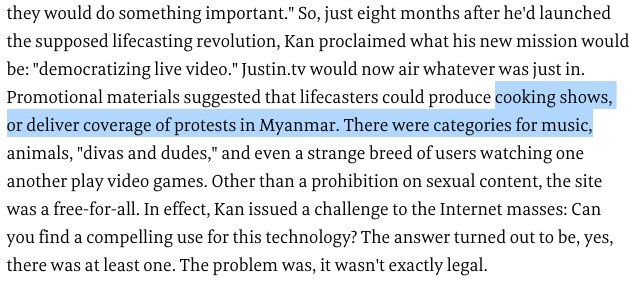 they would do something important." So, just eight months after he'd launched
the supposed lifecasting revolution, Kan proclaimed what his new mission would
be: "democratizing live video." Justin.tv would now air whatever was just in.
Promotional materials suggested that lifecasters could produce cooking shows,
or deliver coverage of protests in Myanmar. There were categories for music,
animals, "divas and dudes," and even a strange breed of users watching one
another play video games. Other than a prohibition on sexual content, the site
was a free-for-all. In effect, Kan issued a challenge to the Internet masses: Can
you find a compelling use for this technology? The answer turned out to be, yes,
there was at least one. The problem was, it wasn't exactly legal.